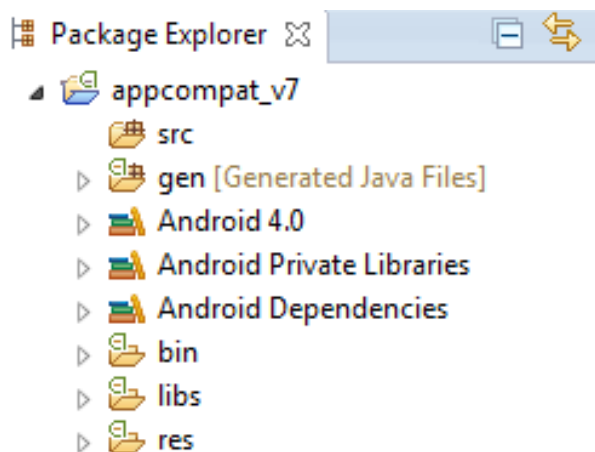 Package Explorer
appcompat_v7
src
gen [Generated Java Files]
Android 4.0
Android Private Libraries
Android Dependencies
bin
libs
res